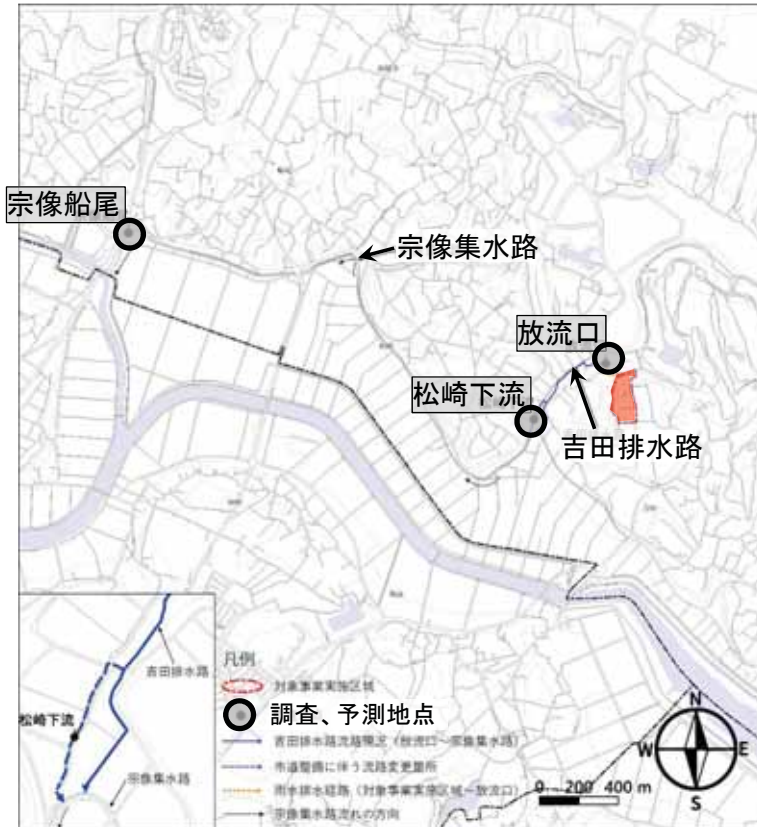 宗像船尾
宗像集水路
放流口
松崎下流
吉田排水路
吉田排水路
松崎下流
宗像集水路
凡例
対象事業実施区域
調査、予測地点
吉田排水路流路現況（放流口～宗像集水路）
市道整備に伴う流路変更箇所
雨水排水経路（対象事業実施区域～放流口）
宗像集水路流れの方向
N
W
E
S
0 200 400 m